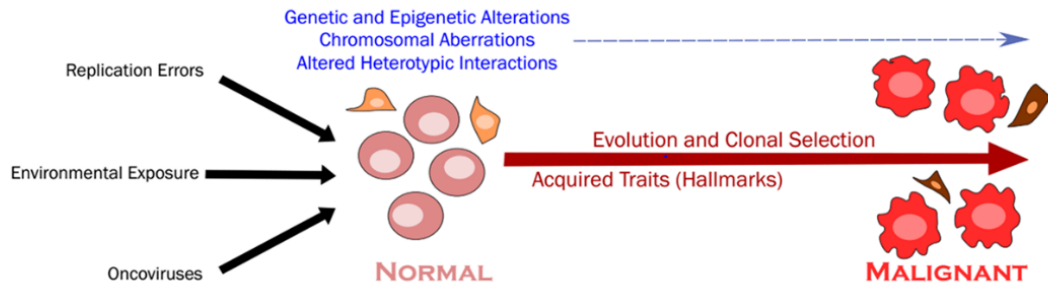 Genetic and Epigenetic Alterations
Chromosomal Aberrations
Altered Heterotypic Interactions
Replication Errors
Environmental Exposure
Oncoviruses
Evolution and Clonal Selection
Acquired Traits (Hallmarks)
NORMAL
MALIGNANT